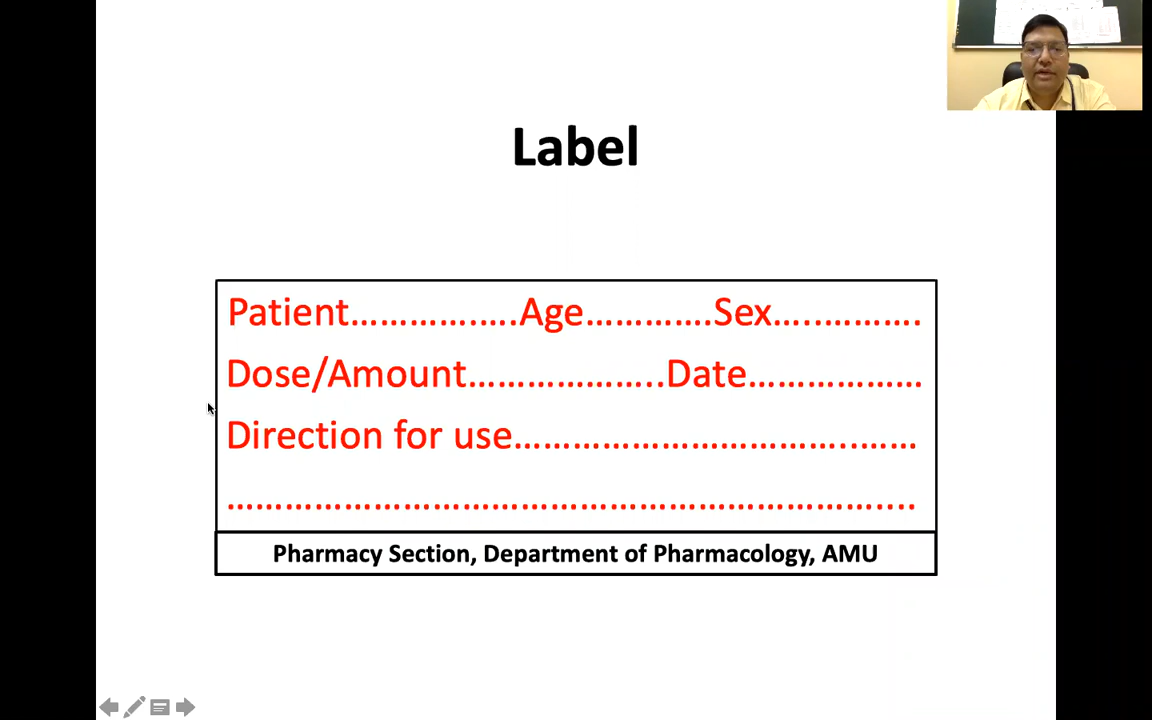 Label
Patient……………..…Age………….Sex…..……….
Dose/Amount………………..Date………………
Direction for use……………………………..……
…………………………………………………………...
Pharmacy Section, Department of Pharmacology, AMU